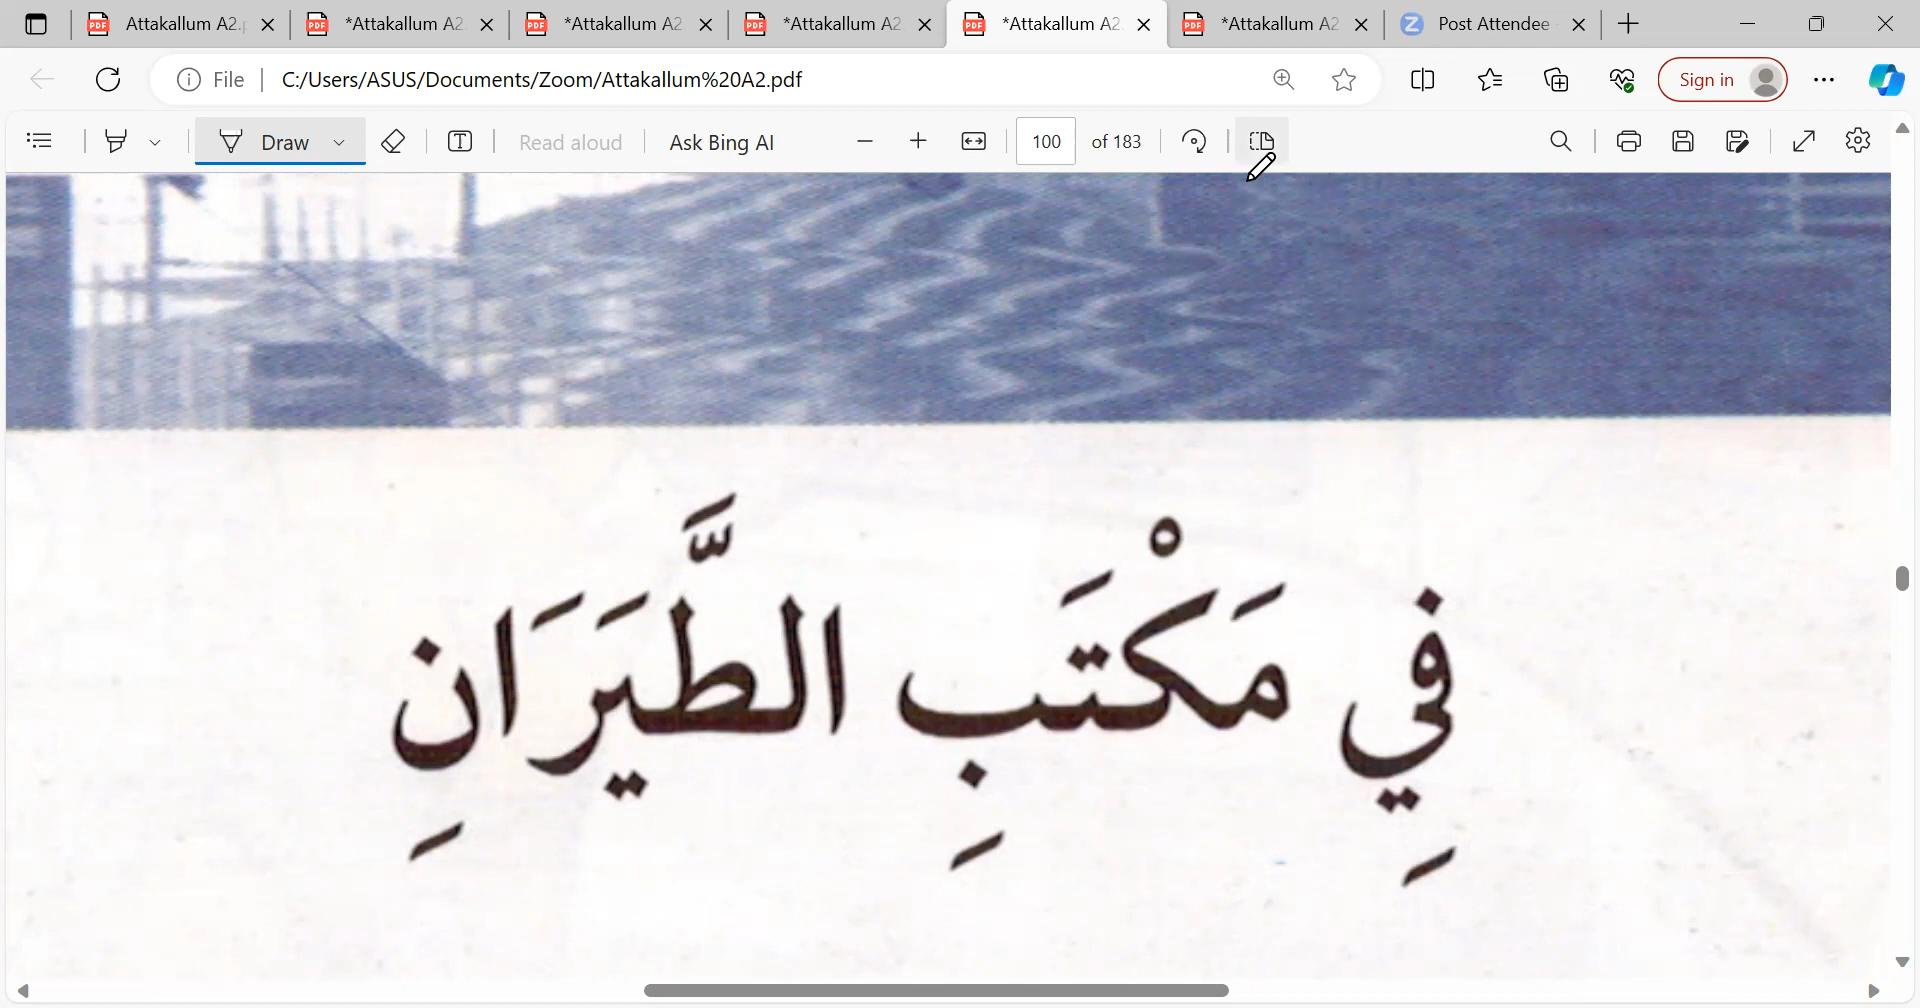 Attakallum A2.p
*Attakallum A2
*Attakallum A2
*Attakallum A2
*Attakallum A2
*Attakallum A2
Post Attendee
File
C:/Users/ASUS/Documents/Zoom/Attakallum%20A2.pdf
Sign in
Draw
Read aloud
Ask Bing AI
100
of 183
فِي مَكْتَبِ الطَّيَرَانِ